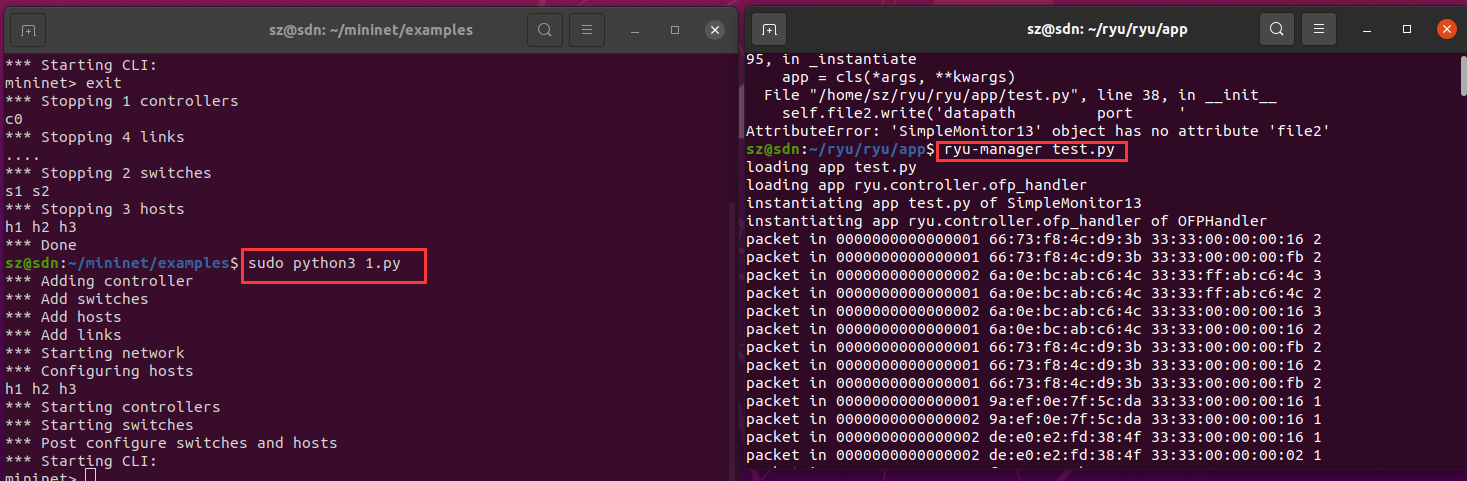 sz@sdn: ~/mininet/examples
*** Starting CLI:
mininet> exit
*** Stopping 1 controllers
c0
*** Stopping 4 links
....
*** Stopping 2 switches
s1 s2
*** Stopping 3 hosts
h1 h2 h3
*** Done
sz@sdn:~/mininet/examples$ sudo python3 1.py
*** Adding controller
*** Add switches
*** Add hosts
*** Add links
*** Starting network
*** Configuring hosts
h1 h2 h3
*** Starting controllers
*** Starting switches
*** Post configure switches and hosts
*** Starting CLI:
mininet>
sz@sdn: ~/ryu/ryu/app
95, in _instantiate
    app = cls(*args, **kwargs)
  File "/home/sz/ryu/ryu/app/test.py", line 38, in __init__
    self.file2.write('datapath         port     '
AttributeError: 'SimpleMonitor13' object has no attribute 'file2'
sz@sdn:~/ryu/ryu/app$ ryu-manager test.py
loading app test.py
loading app ryu.controller.ofp_handler
instantiating app test.py of SimpleMonitor13
instantiating app ryu.controller.ofp_handler of OFPHandler
packet in 0000000000000001 66:73:f8:4c:d9:3b 33:33:00:00:00:16 2
packet in 0000000000000001 66:73:f8:4c:d9:3b 33:33:00:00:00:fb 2
packet in 0000000000000002 6a:0e:bc:ab:c6:4c 33:33:ff:ab:c6:4c 3
packet in 0000000000000001 6a:0e:bc:ab:c6:4c 33:33:ff:ab:c6:4c 2
packet in 0000000000000002 6a:0e:bc:ab:c6:4c 33:33:00:00:00:16 3
packet in 0000000000000001 6a:0e:bc:ab:c6:4c 33:33:00:00:00:16 2
packet in 0000000000000001 66:73:f8:4c:d9:3b 33:33:00:00:00:fb 2
packet in 0000000000000001 66:73:f8:4c:d9:3b 33:33:00:00:00:16 2
packet in 0000000000000001 66:73:f8:4c:d9:3b 33:33:00:00:00:fb 2
packet in 0000000000000001 9a:ef:0e:7f:5c:da 33:33:00:00:00:16 1
packet in 0000000000000002 9a:ef:0e:7f:5c:da 33:33:00:00:00:16 1
packet in 0000000000000002 de:e0:e2:fd:38:4f 33:33:00:00:00:16 1
packet in 0000000000000002 de:e0:e2:fd:38:4f 33:33:00:00:00:02 1